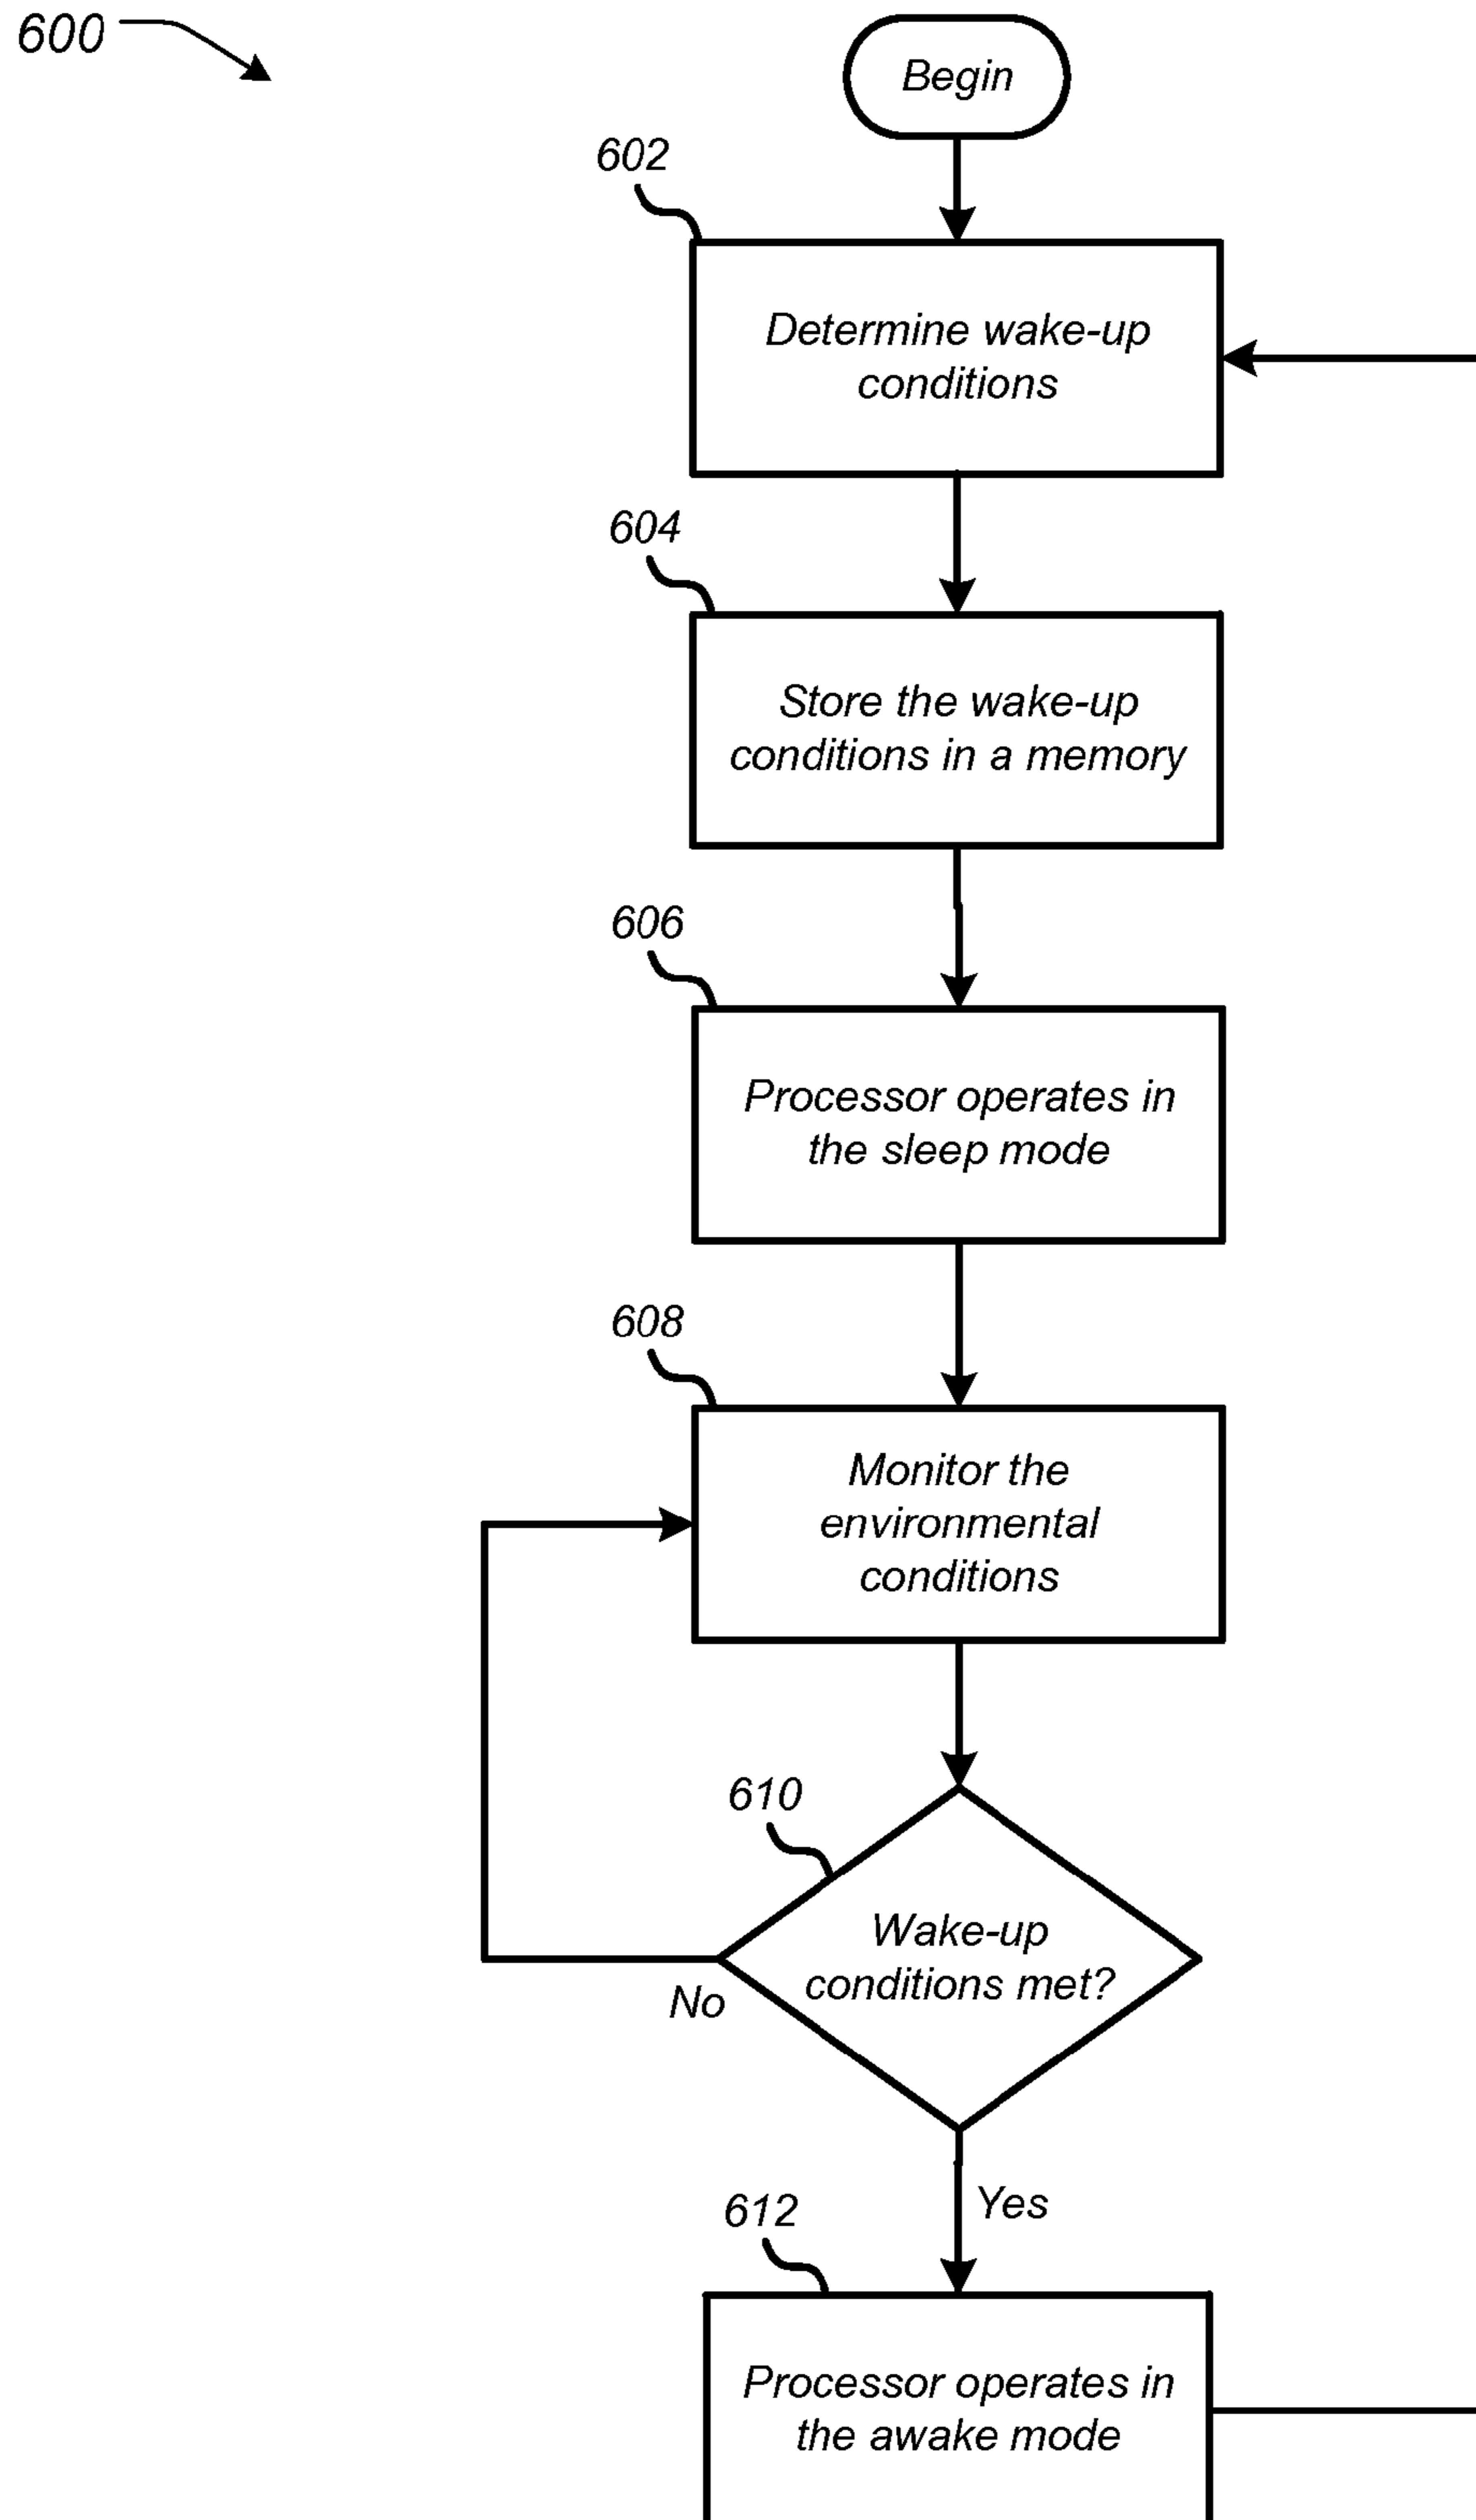 600
Begin
602
Determine wake-up
conditions
604
Store the wake-up
conditions in a memory
606
Processor operates in
the sleep mode
608
Monitor the
environmental
conditions
610
Wake-up
conditions met?
No
Yes
612
Processor operates in
the awake mode